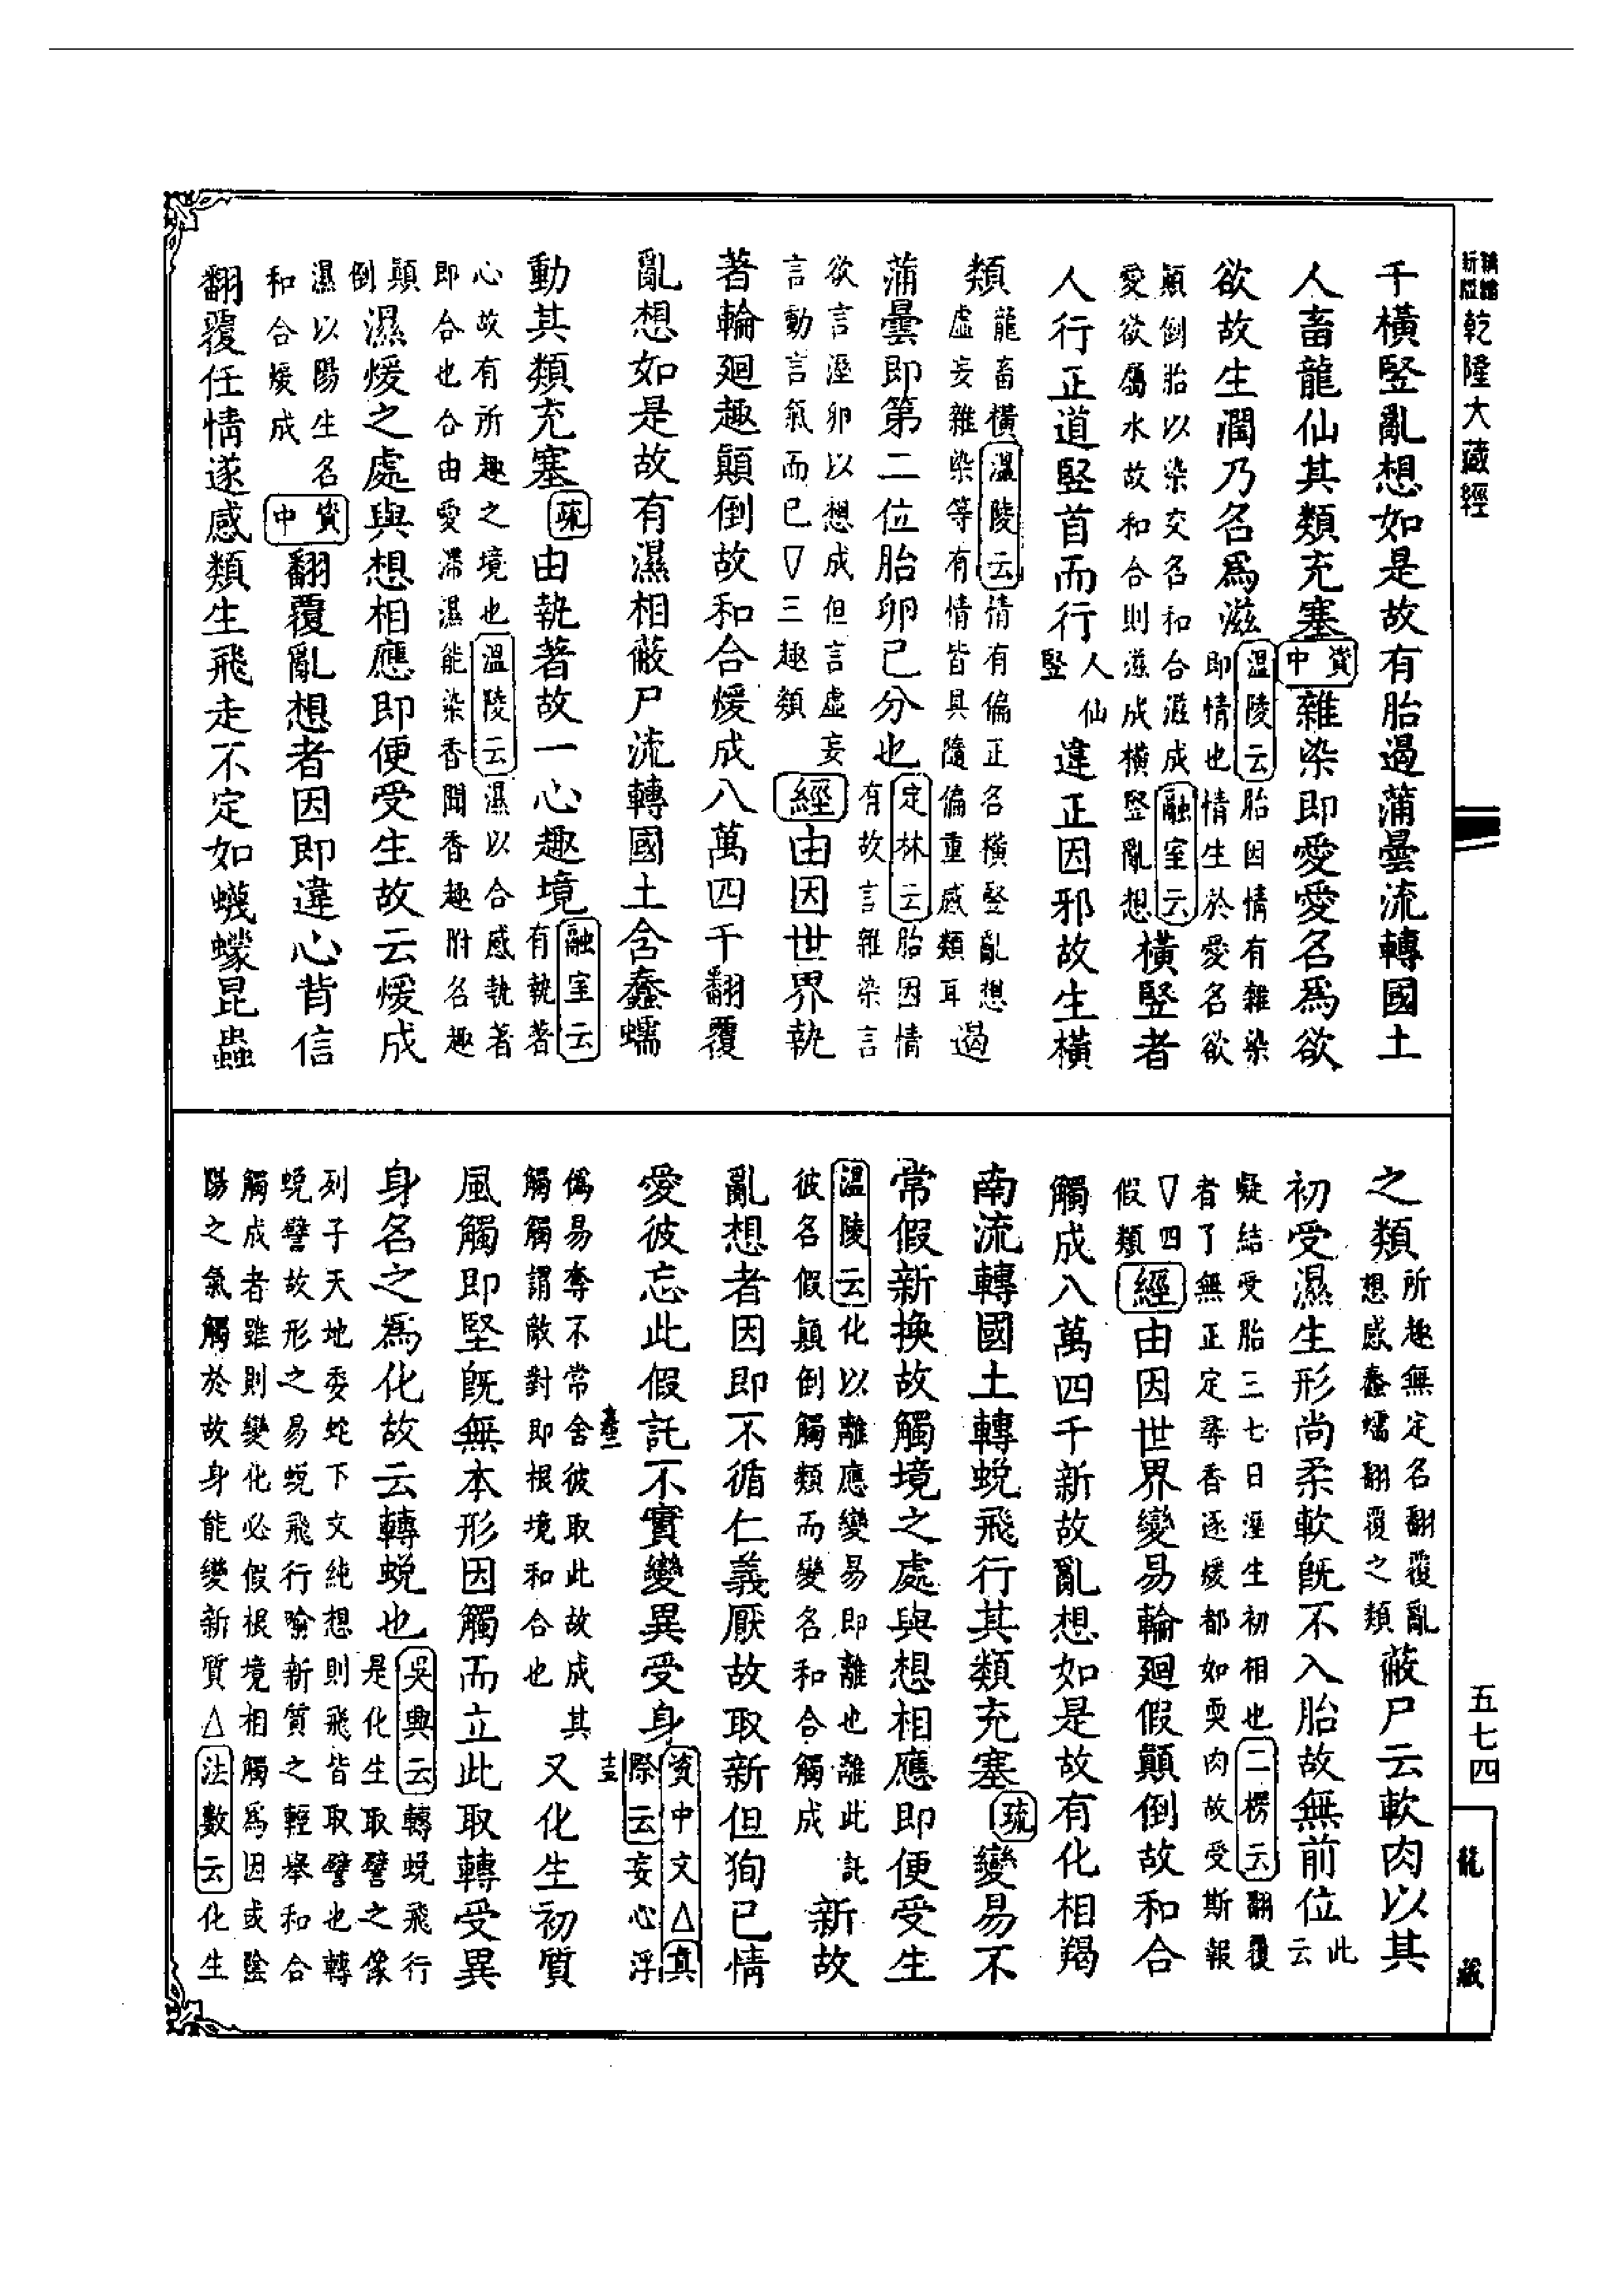 新版
乾隆大藏經
五七四
龍藏
千橫竪亂想如是故有胎遏蒲曇流轉國土
人畜龍仙其類充塞資中雜染即愛愛名爲欲
欲故生潤乃名爲滋溫陵云胎因情有雜染即情也情生於愛名欲
顛倒胎以染交名和合滋成融室云愛欲屬水故和合則滋成橫竪亂想橫竪者
人行正道竪首而行人仙竪違正因邪故生橫
類龍畜橫溫陵云情有偏正名橫竪亂想虛妄雜染等有情皆具隨偏重感類耳遏
蒲曇即第二位胎卵已分也定林云胎因情有故言雜染言
欲言溼卵以想成但言虛妄言動言氣而已▽三趣類經由因世界執
著輪廻趣顛倒故和合煖成八萬四千翻覆
亂想如是故有濕相蔽尸流轉國土含蠢蠕
動其類充塞疏由執著故一心趣境融室云有執著
心故有所趣之境也溫陵云濕以合感執著即合也合由愛滯濕能染香聞香趣附名趣
顛倒濕煖之處與想相應即便受生故云煖成
濕以陽生名和合煖成資中翻覆亂想者因即違心背信
翻覆任情遂感類生飛走不定如蠛蠓昆蟲
之類所趣無定名翻覆亂想感蠢蠕翻覆之類蔽尸云軟肉以其
初受濕生形尚柔軟旣不入胎故無前位此云
疑結受胎三七日溼生初相也二楞云翻覆者了無正定尋香逐煖都如耎肉故受斯報
▽四假類經由因世界變易輪廻假顛倒故和合
觸成八萬四千新故亂想如是故有化相羯
南流轉國土轉蛻飛行其類充塞疏變易不
常假新換故觸境之處與想相應即便受生
溫陵云化以離應變易即離也離此託彼名假顛倒觸類而變名和合觸成新故
亂想者因即不循仁義厭故取新但狥已情
愛彼忘此假託不實變異受身資中文△真際云妄心浮
僞易奪不常舍彼取此故成其觸觸謂敵對即根境和合也又化生初質
風觸即堅旣無本形因觸而立此取轉受異
身名之爲化故云轉蛻也吳興云轉蛻飛行是化生取譬之像
列子天地委蛇下文純想則飛皆取譬也轉蛻譬故形之易蛻飛行喻新質之輕擧和合
觸成者雖則變化必假根境相觸爲因或陰陽之氣觸於故身能變新質△法數云化生